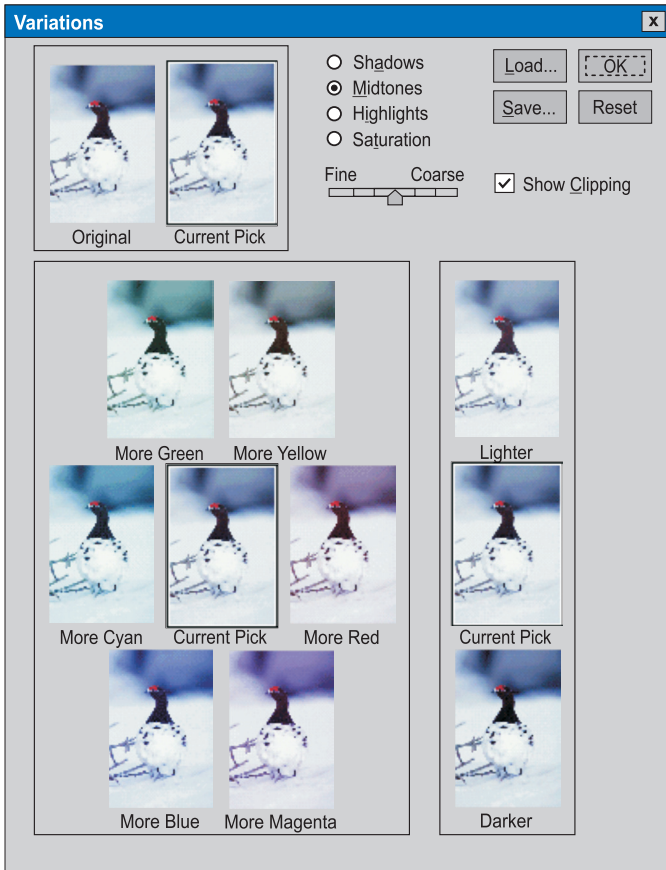 Variations
x
Original
Current Pick
Shadows
Midtones
Highlights
Saturation
Load...
OK
Save...
Reset
Fine
Coarse
Show Clipping
More Green
More Yellow
More Cyan
Current Pick
More Red
More Blue
More Magenta
Lighter
Current Pick
Darker